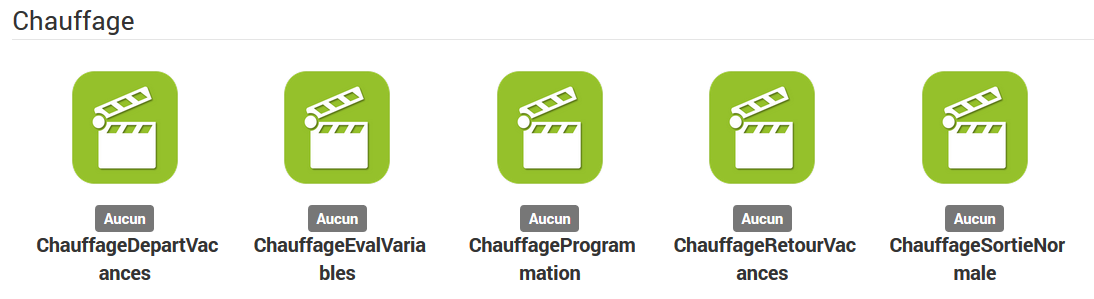 Chauffage
Aucun Aucun Aucun Aucun Aucun
ChauffageDepartVac ChauffageEvalVaria ChauffageProgram ChauffageRetourVac ChauffageSortieNor
ances bles mation ances male